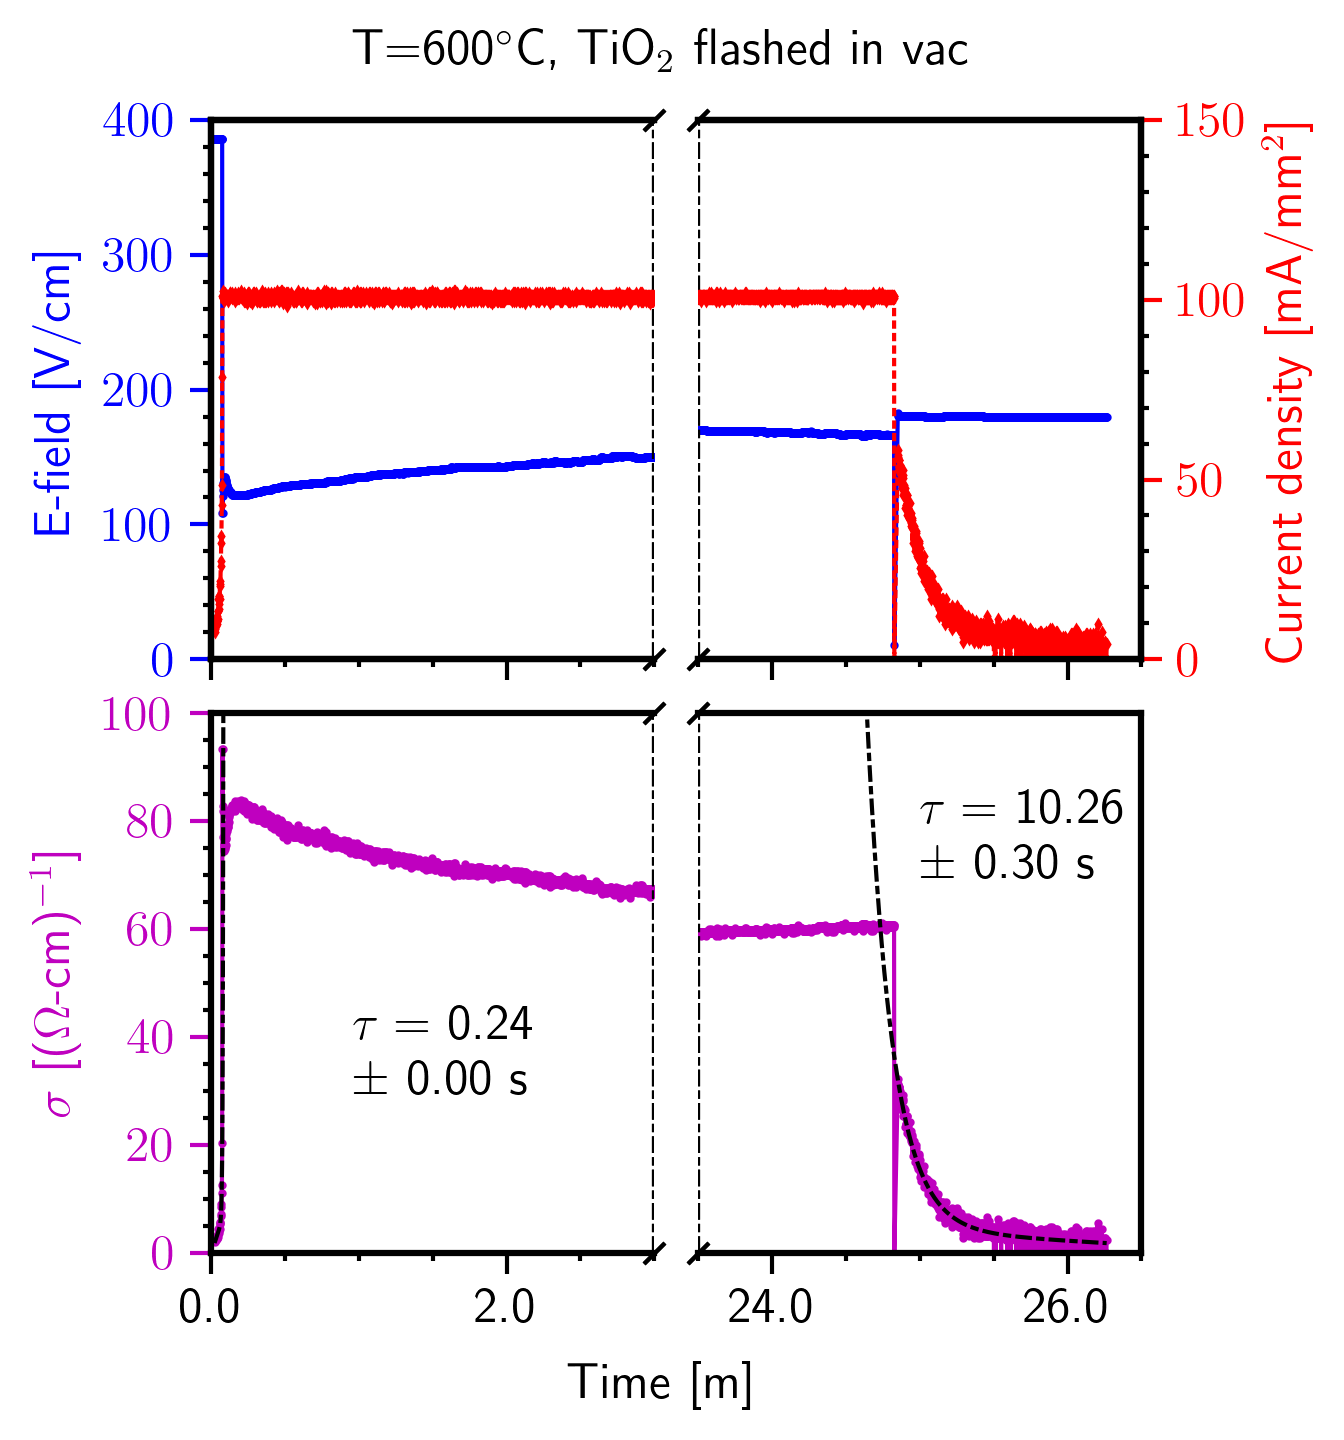 T=600°C, TiO₂ flashed in vac
400
300
200
100
0
E-field [V/cm]
150
100
50
0
Current density [mA/mm²]
100
80
60
40
20
0
σ [(Ω-cm)⁻¹]
τ = 0.24
± 0.00 s
τ = 10.26
± 0.30 s
0.0 2.0 24.0 26.0
Time [m]